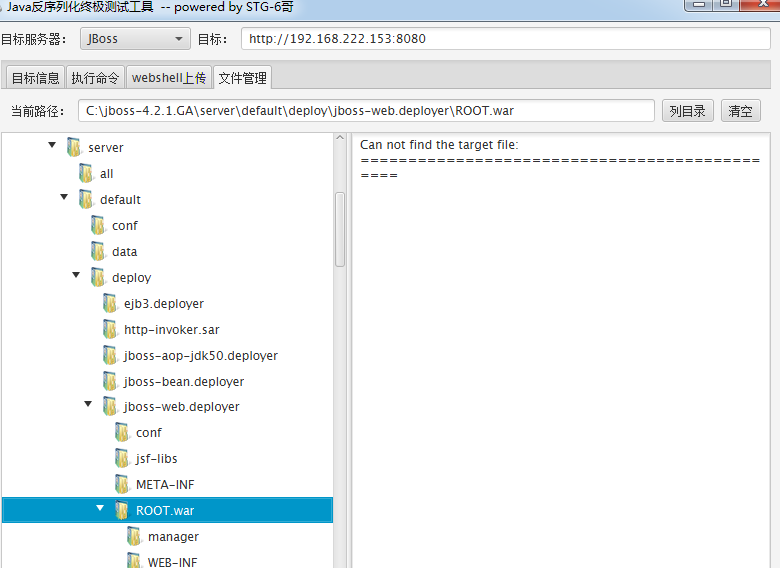 Java反序列化终极测试工具 -- powered by STG-6哥
目标服务器： JBoss 目标： http://192.168.222.153:8080
目标信息 执行命令 webshell上传 文件管理
当前路径： C:\jboss-4.2.1.GA\server\default\deploy\jboss-web.deployer\ROOT.war 列目录 清空
server
all
default
conf
data
deploy
ejb3.deployer
http-invoker.sar
jboss-aop-jdk50.deployer
jboss-bean.deployer
jboss-web.deployer
conf
jsf-libs
META-INF
ROOT.war
manager
WEB-INF
Can not find the target file:
==========================================
====